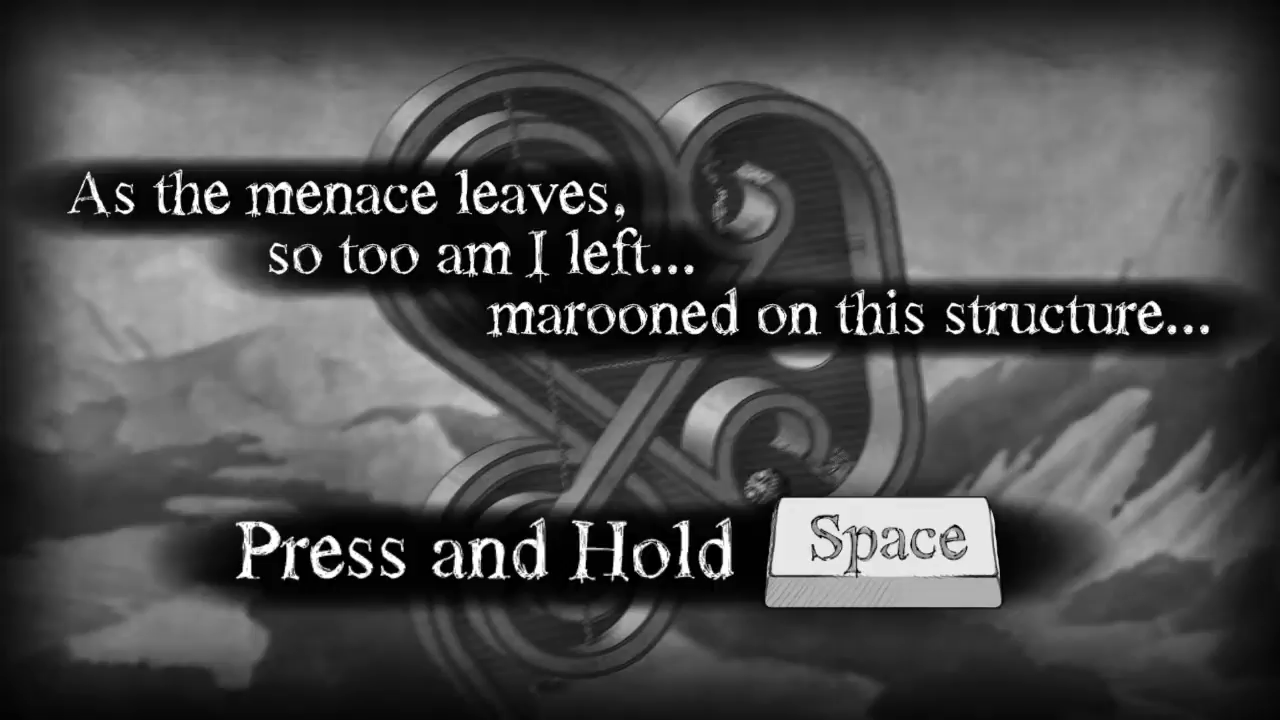 As the menace leaves,
so too am I left...
marooned on this structure...
Press and Hold Space